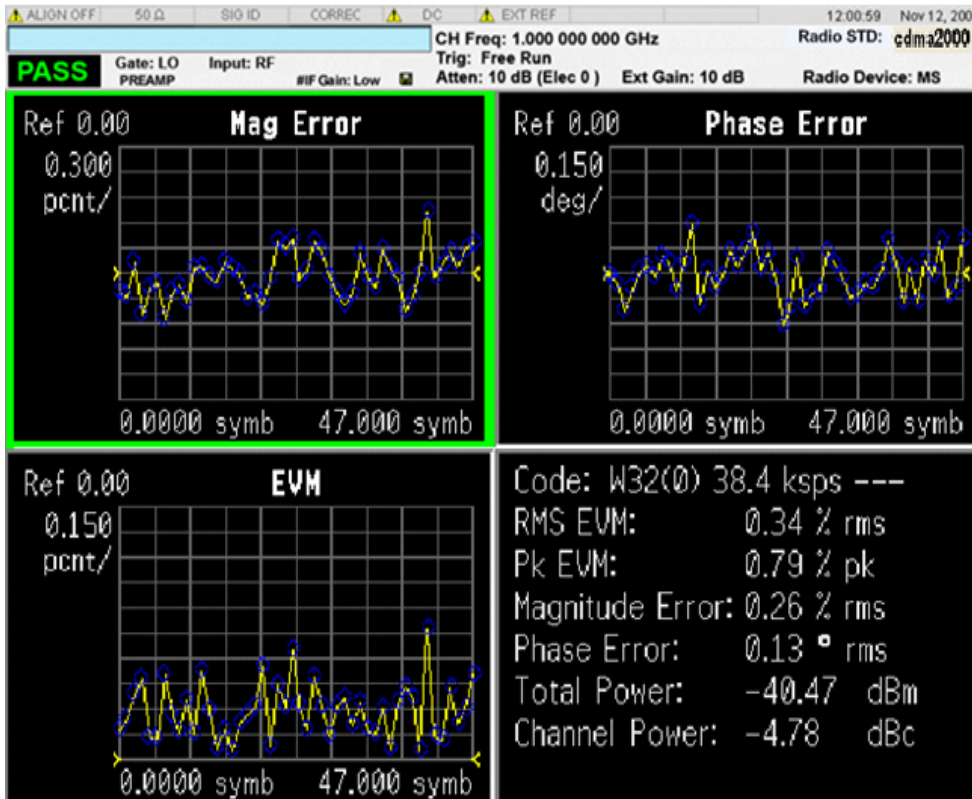 ALIGN OFF 50 Ω SIG ID CORREC DC EXT REF 12:00:59 Nov 12, 200
CH Freq: 1.000 000 000 GHz Radio STD: cdma2000
PASS Gate: LO Input: RF Trig: Free Run
PREAMP #IF Gain: Low Atten: 10 dB (Elec 0 ) Ext Gain: 10 dB Radio Device: MS
Ref 0.00 Mag Error
0.300
pcnt/
0.0000 symb 47.000 symb
Ref 0.00 Phase Error
0.150
deg/
0.0000 symb 47.000 symb
Ref 0.00 EVM
0.150
pcnt/
0.0000 symb 47.000 symb
Code: W32(0) 38.4 ksps ---
RMS EVM: 0.34 % rms
Pk EVM: 0.79 % pk
Magnitude Error: 0.26 % rms
Phase Error: 0.13 ° rms
Total Power: -40.47 dBm
Channel Power: -4.78 dBc